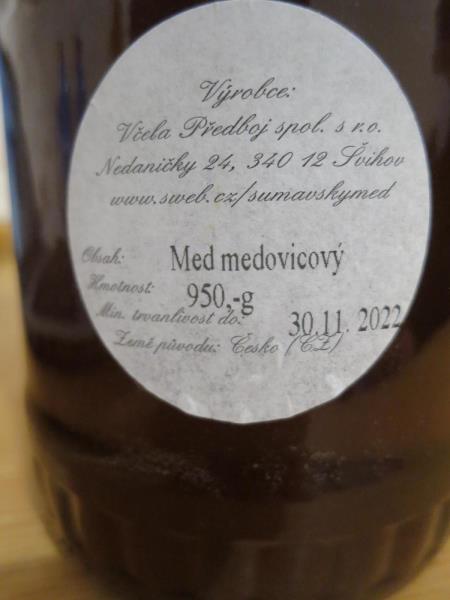 Výrobce:
Včela Předboj spol. s r.o.
Nedaničky 24, 340 12 Švihov
www.sweb.cz/sumavskymed
Obsah: Med medovicový
Hmotnost: 950,-g
Min. trvanlivost do: 30.11. 2022
Země původu: Česko (CZ)